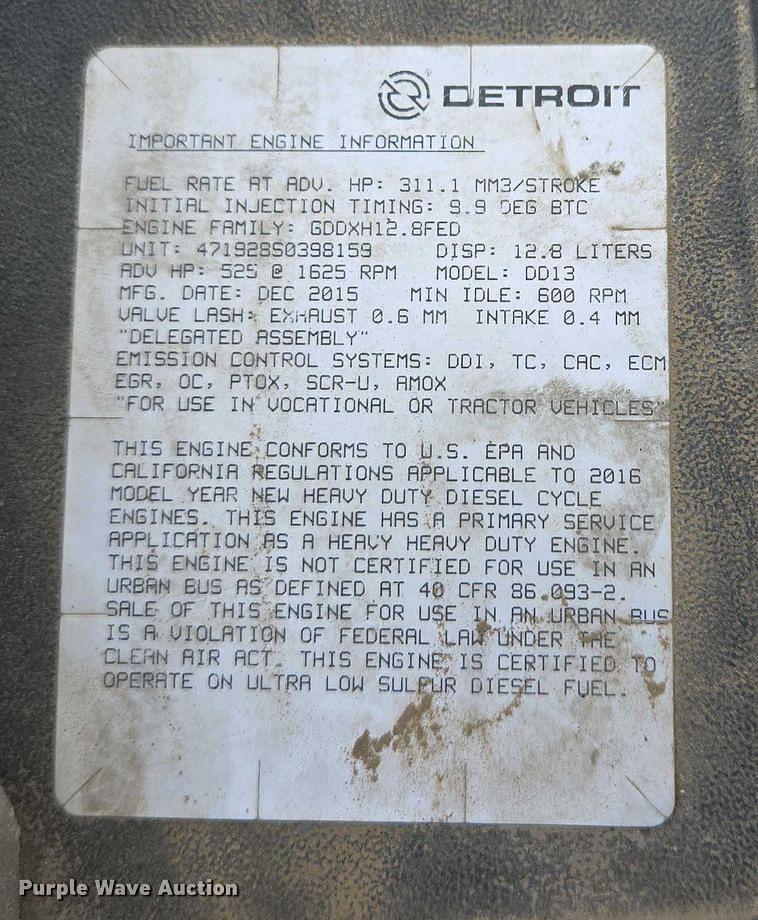 DETROIT
IMPORTANT ENGINE INFORMATION
FUEL RATE AT ADV. HP: 311.1 MM3/STROKE
INITIAL INJECTION TIMING: 9.9 DEG BTC
ENGINE FAMILY: GDDXH12.8FED
UNIT: 471928S0398159 DISP: 12.8 LITERS
ADV HP: 525 @ 1625 RPM MODEL: DD13
MFG. DATE: DEC 2015 MIN IDLE: 600 RPM
VALVE LASH: EXHAUST 0.6 MM INTAKE 0.4 MM
"DELEGATED ASSEMBLY"
EMISSION CONTROL SYSTEMS: DDI, TC, CAC, ECM
EGR, OC, PTOX, SCR-U, AMOX
"FOR USE IN VOCATIONAL OR TRACTOR VEHICLES"
THIS ENGINE CONFORMS TO U.S. EPA AND
CALIFORNIA REGULATIONS APPLICABLE TO 2016
MODEL YEAR NEW HEAVY DUTY DIESEL CYCLE
ENGINES. THIS ENGINE HAS A PRIMARY SERVICE
APPLICATION AS A HEAVY HEAVY DUTY ENGINE.
THIS ENGINE IS NOT CERTIFIED FOR USE IN AN
URBAN BUS AS DEFINED AT 40 CFR 86.093-2.
SALE OF THIS ENGINE FOR USE IN AN URBAN BUS
IS A VIOLATION OF FEDERAL LAW UNDER THE
CLEAN AIR ACT. THIS ENGINE IS CERTIFIED TO
OPERATE ON ULTRA LOW SULFUR DIESEL FUEL.
Purple Wave Auction